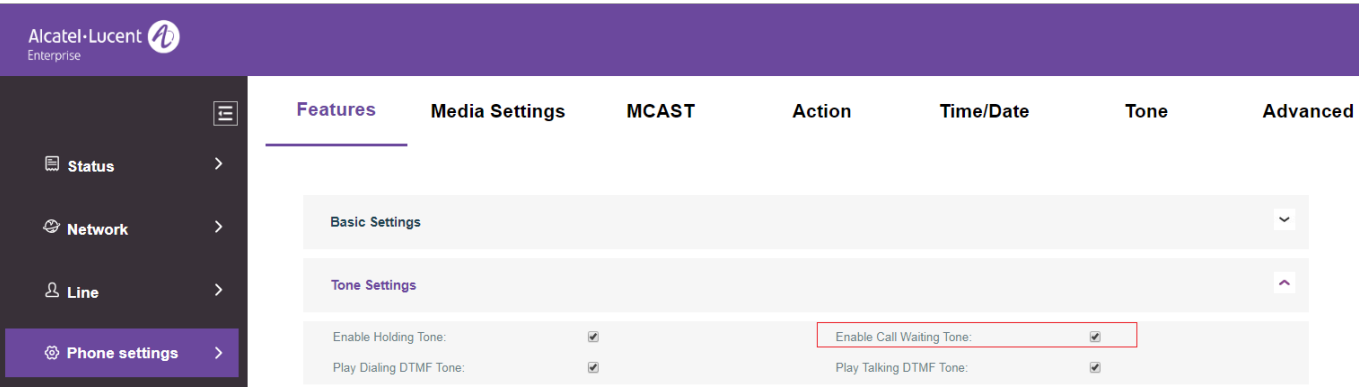 Alcatel·Lucent
Enterprise
Features Media Settings MCAST Action Time/Date Tone Advanced
Status
Network
Line
Phone settings
Basic Settings
Tone Settings
Enable Holding Tone: Enable Call Waiting Tone:
Play Dialing DTMF Tone: Play Talking DTMF Tone: